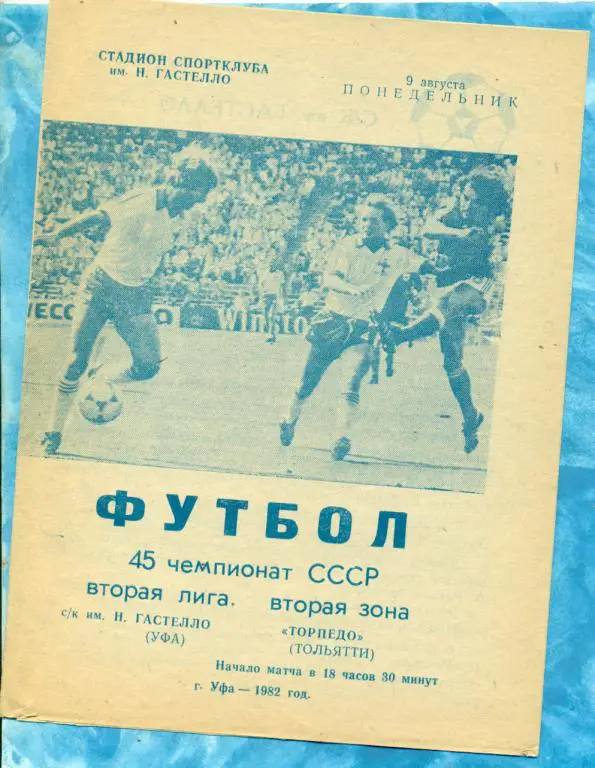 СТАДИОН СПОРТКЛУБА
им. Н. ГАСТЕЛЛО
9 августа
ПОНЕДЕЛЬНИК
Winsto
ФУТБОЛ
45 чемпионат СССР
вторая лига. вторая зона
с/к им. Н. ГАСТЕЛЛО
(УФА)
«ТОРПЕДО»
(ТОЛЬЯТТИ)
Начало матча в 18 часов 30 минут
г. Уфа — 1982 год.